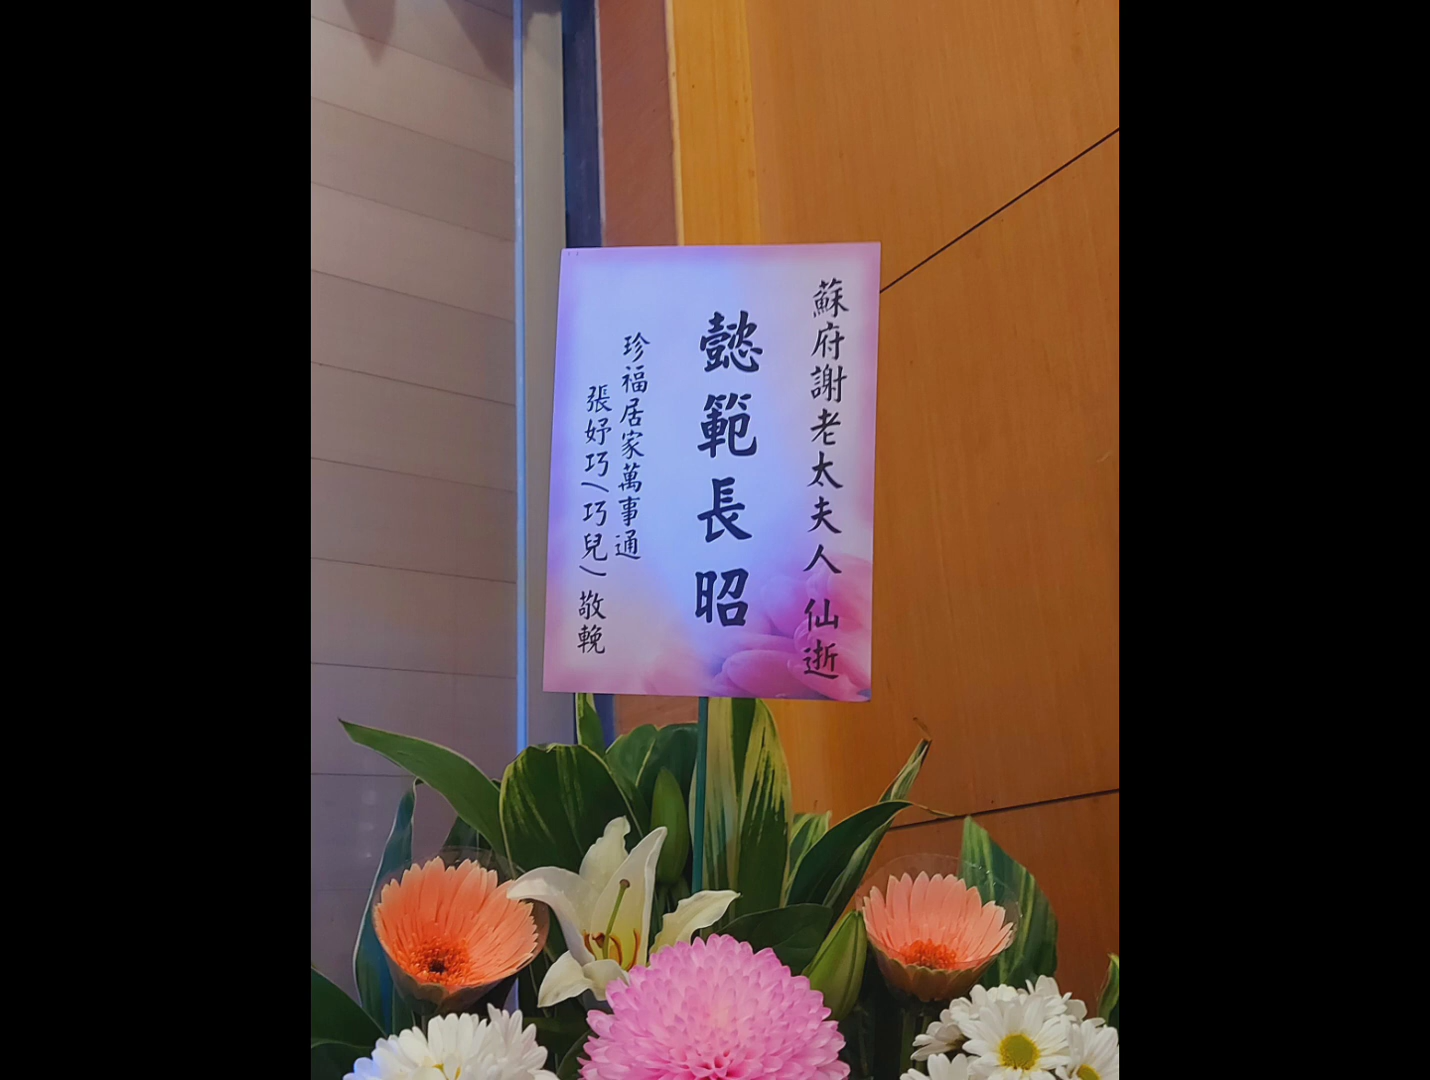 蘇府謝老太夫人 仙逝
懿範長昭
珍福居家萬事通
張妤巧(巧兒) 敬輓